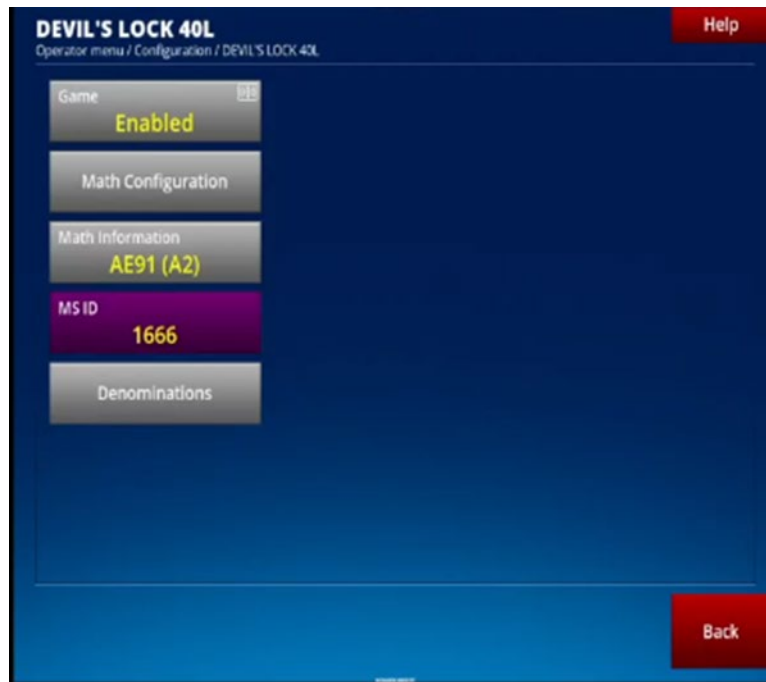 DEVIL'S LOCK 40L
Help
Operator menu / Configuration / DEVIL'S LOCK 40L
Game
Enabled
Math Configuration
Math Information
AE91 (A2)
MS ID
1666
Denominations
Back